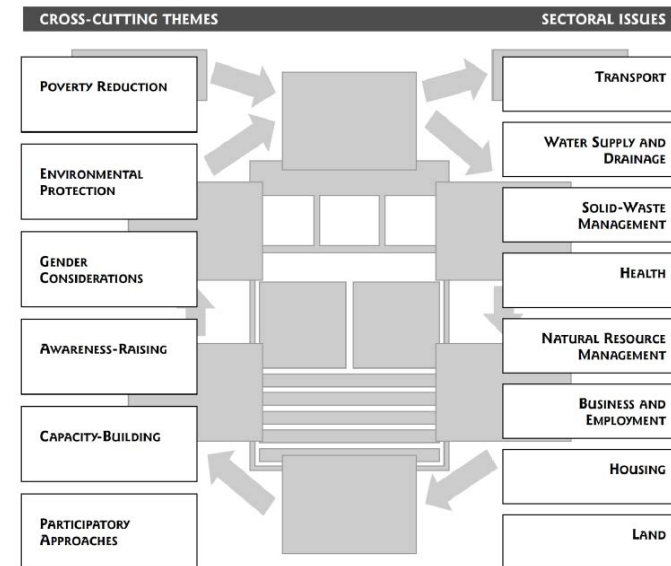 CROSS-CUTTING THEMES
SECTORAL ISSUES
POVERTY REDUCTION
ENVIRONMENTAL
PROTECTION
GENDER
CONSIDERATIONS
AWARENESS-RAISING
CAPACITY-BUILDING
PARTICIPATORY
APPROACHES
TRANSPORT
WATER SUPPLY AND
DRAINAGE
SOLID-WASTE
MANAGEMENT
HEALTH
NATURAL RESOURCE
MANAGEMENT
BUSINESS AND
EMPLOYMENT
HOUSING
LAND